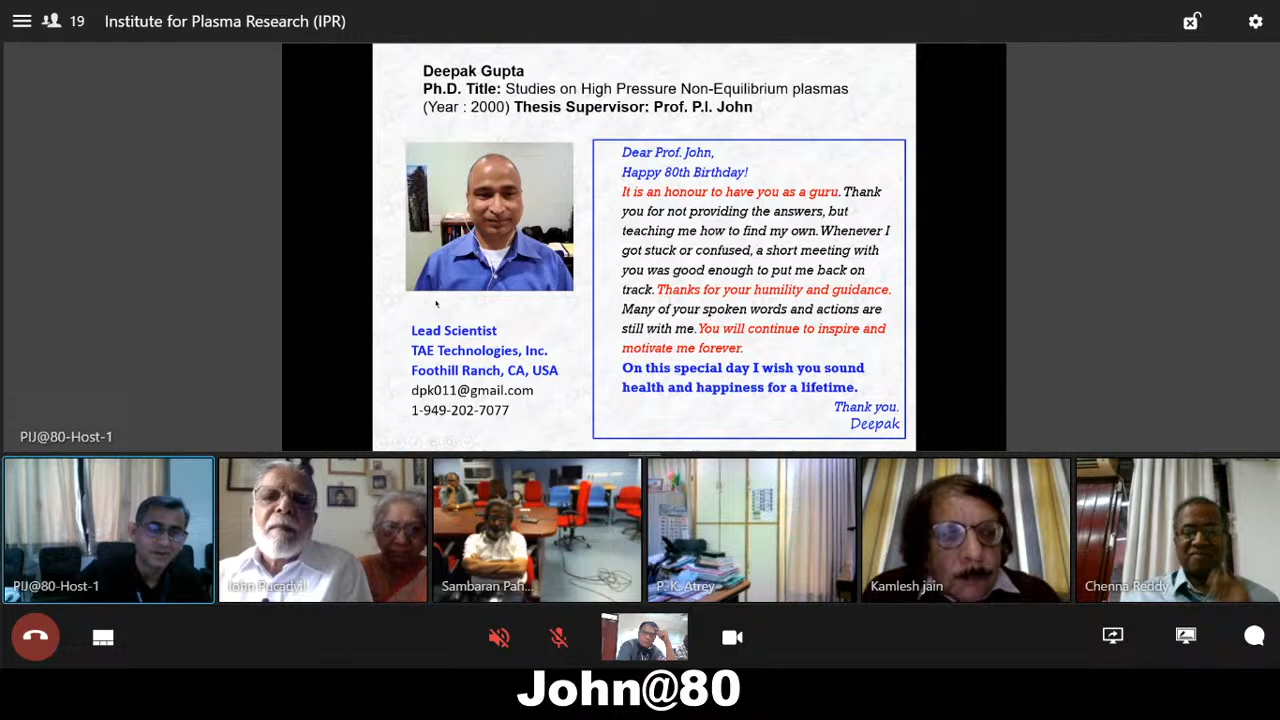 19 Institute for Plasma Research (IPR)
Deepak Gupta
Ph.D. Title: Studies on High Pressure Non-Equilibrium plasmas
(Year : 2000) Thesis Supervisor: Prof. P.I. John
Dear Prof. John,
Happy 80th Birthday!
It is an honour to have you as a guru. Thank
you for not providing the answers, but
teaching me how to find my own. Whenever I
got stuck or confused, a short meeting with
you was good enough to put me back on
track. Thanks for your humility and guidance.
Many of your spoken words and actions are
still with me. You will continue to inspire and
motivate me forever.
On this special day I wish you sound
health and happiness for a lifetime.
Thank you.
Deepak
Lead Scientist
TAE Technologies, Inc.
Foothill Ranch, CA, USA
dpk011@gmail.com
1-949-202-7077
PIJ@80-Host-1
PIJ@80-Host-1
John Pucadyil
Sambaran Pah...
P. K. Atrey
Kamlesh jain
Chenna Reddy
John@80